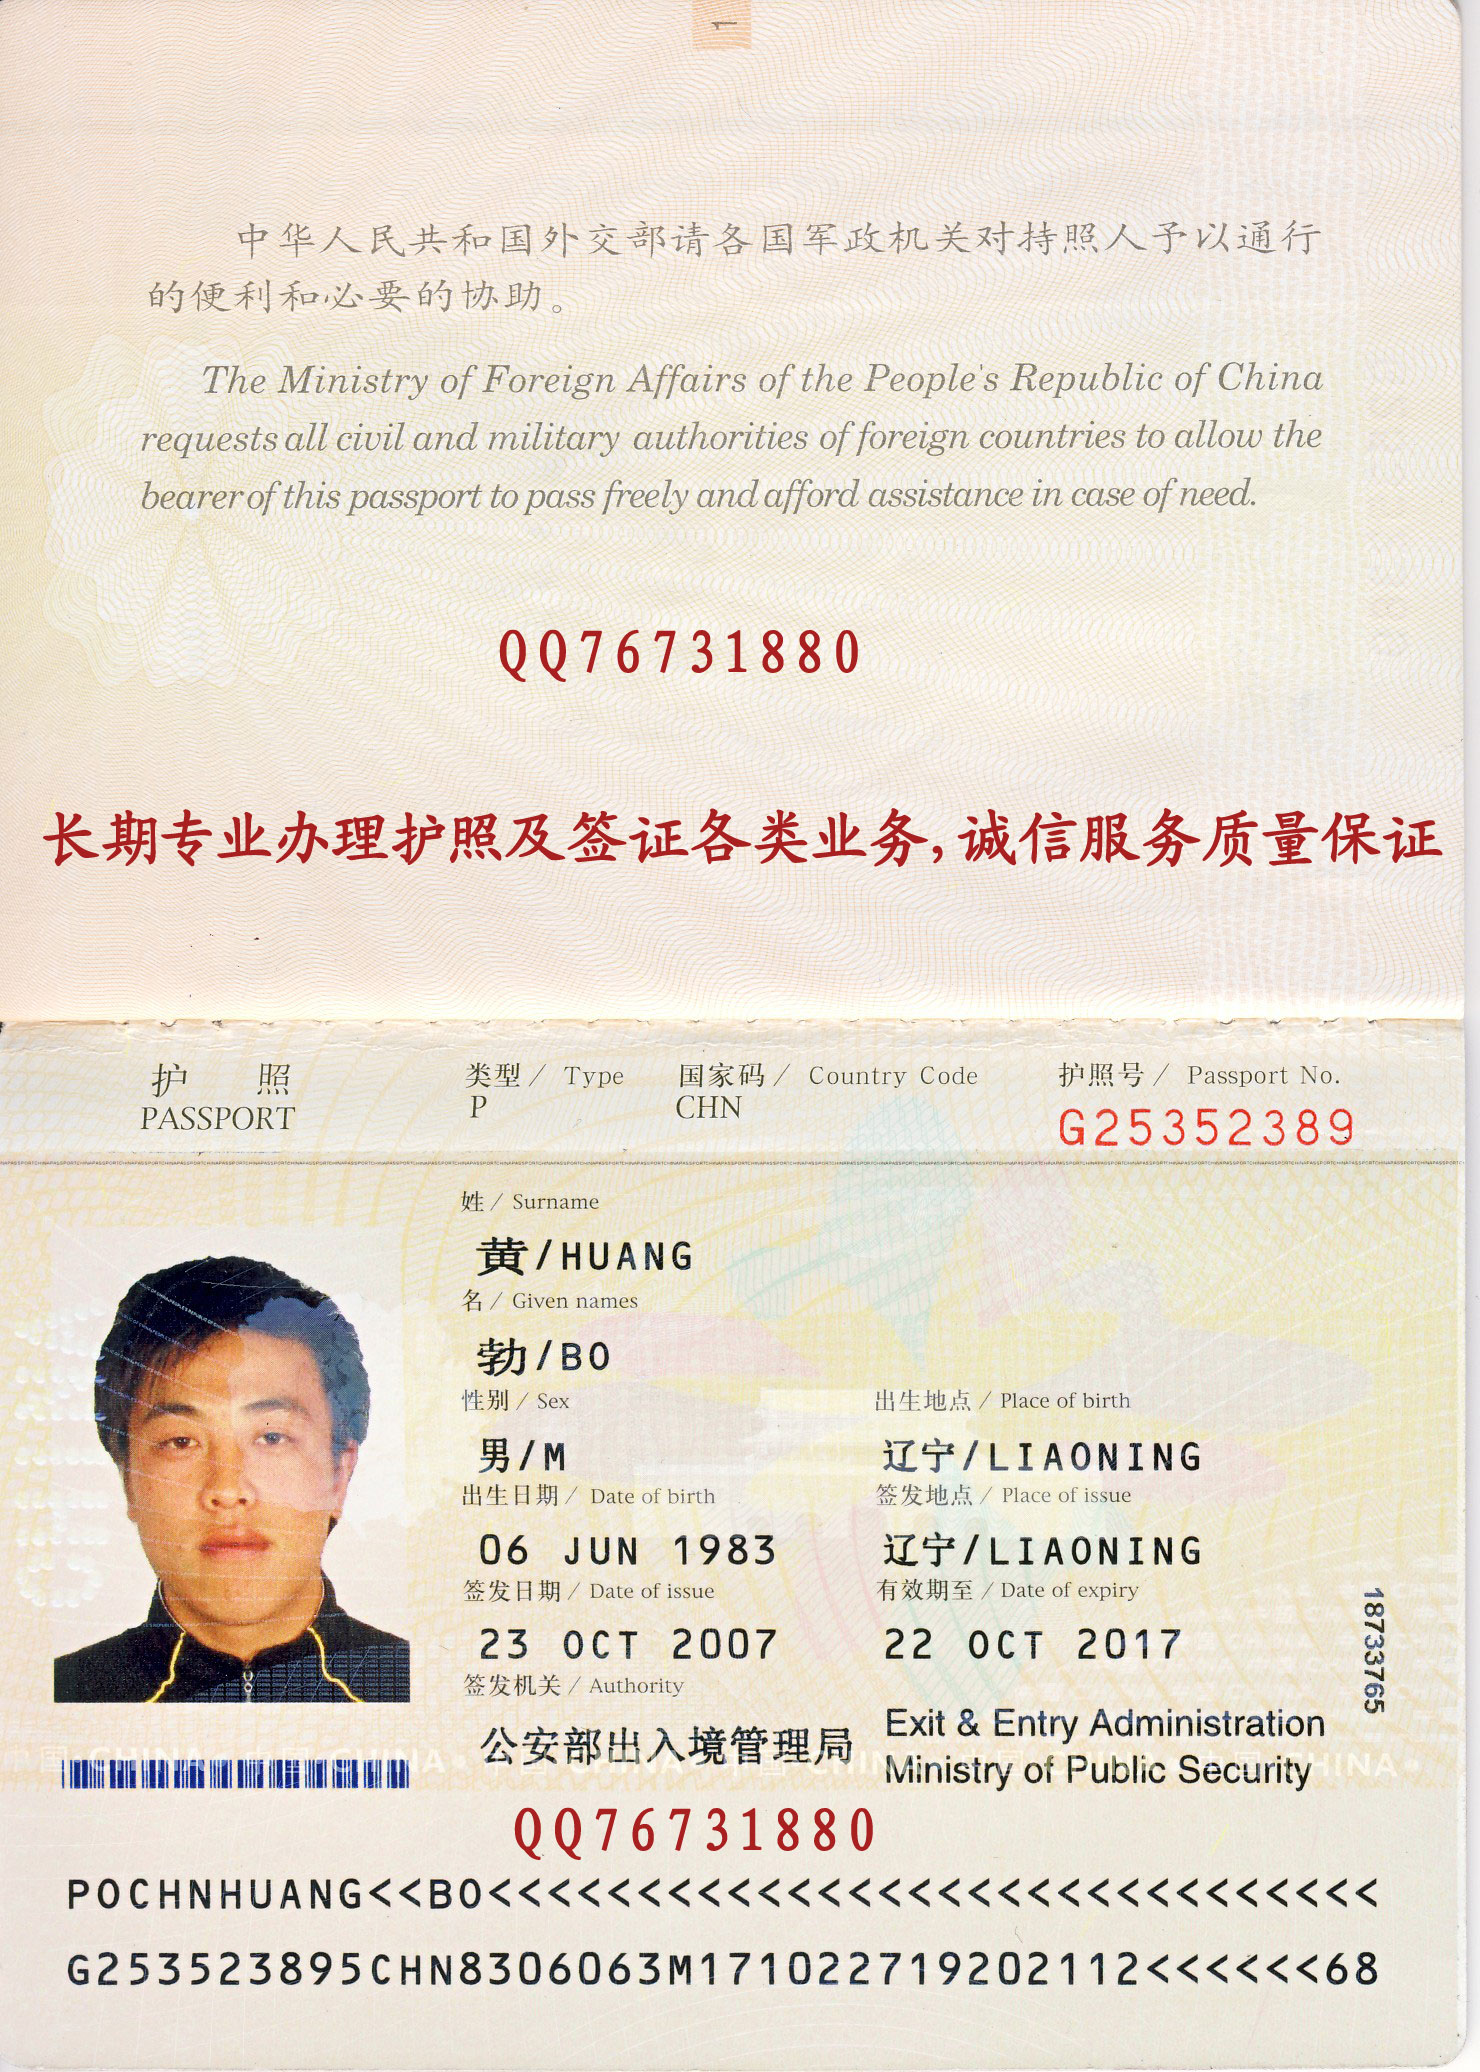 1
中华人民共和国外交部请各国军政机关对持照人予以通行
的便利和必要的协助。
The Ministry of Foreign Affairs of the People's Republic of China
requests all civil and military authorities of foreign countries to allow the
bearer of this passport to pass freely and afford assistance in case of need.
QQ76731880
长期专业办理护照及签证各类业务,诚信服务质量保证
护 照 类型 / Type 国家码 / Country Code 护照号 / Passport No.
PASSPORT P CHN G25352389
姓 / Surname
黄/HUANG
名 / Given names
勃/BO
性别 / Sex 出生地点 / Place of birth
男/M 辽宁/LIAONING
出生日期 / Date of birth 签发地点 / Place of issue
06 JUN 1983 辽宁/LIAONING
签发日期 / Date of issue 有效期至 / Date of expiry
23 OCT 2007 22 OCT 2017
18733765
签发机关 / Authority
公安部出入境管理局 Exit & Entry Administration
Ministry of Public Security
QQ76731880
POCHNHUANG<<BO<<<<<<<<<<<<<<<<<<<<<<<<<<<<<<
G253523895CHN8306063M171022719202112<<<<<<68